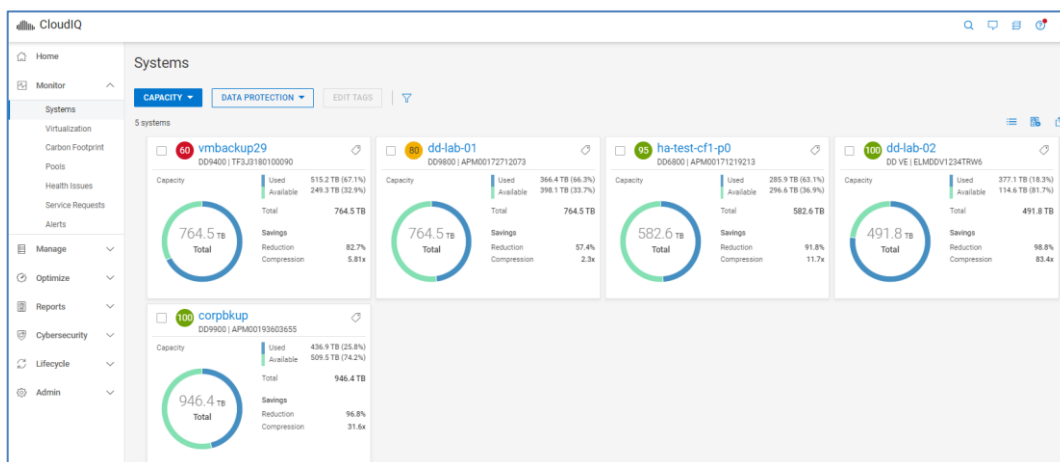 CloudIQ
Home
Monitor
Systems
Virtualization
Carbon Footprint
Pools
Health Issues
Service Requests
Alerts
Manage
Optimize
Reports
Cybersecurity
Lifecycle
Admin
Systems
CAPACITY
DATA PROTECTION
EDIT TAGS
5 systems
60 vmbackup29
DD9400 | TF3J3180100090
Capacity
Used 515.2 TB (67.1%)
Available 249.3 TB (32.9%)
764.5 TB
Total
Total 764.5 TB
Savings
Reduction 82.7%
Compression 5.81x
80 dd-lab-01
DD9800 | APM00172712073
Capacity
Used 366.4 TB (66.3%)
Available 398.1 TB (33.7%)
764.5 TB
Total
Total 764.5 TB
Savings
Reduction 57.4%
Compression 2.3x
95 ha-test-cf1-p0
DD6800 | APM00171219213
Capacity
Used 285.9 TB (63.1%)
Available 296.6 TB (36.9%)
582.6 TB
Total
Total 582.6 TB
Savings
Reduction 91.8%
Compression 11.7x
100 dd-lab-02
DD VE | ELMDDV1234TRW6
Capacity
Used 377.1 TB (18.3%)
Available 114.6 TB (81.7%)
491.8 TB
Total
Total 491.8 TB
Savings
Reduction 98.8%
Compression 83.4x
100 corpbkup
DD9900 | APM00193603655
Capacity
Used 436.9 TB (25.8%)
Available 509.5 TB (74.2%)
946.4 TB
Total
Total 946.4 TB
Savings
Reduction 96.8%
Compression 31.6x